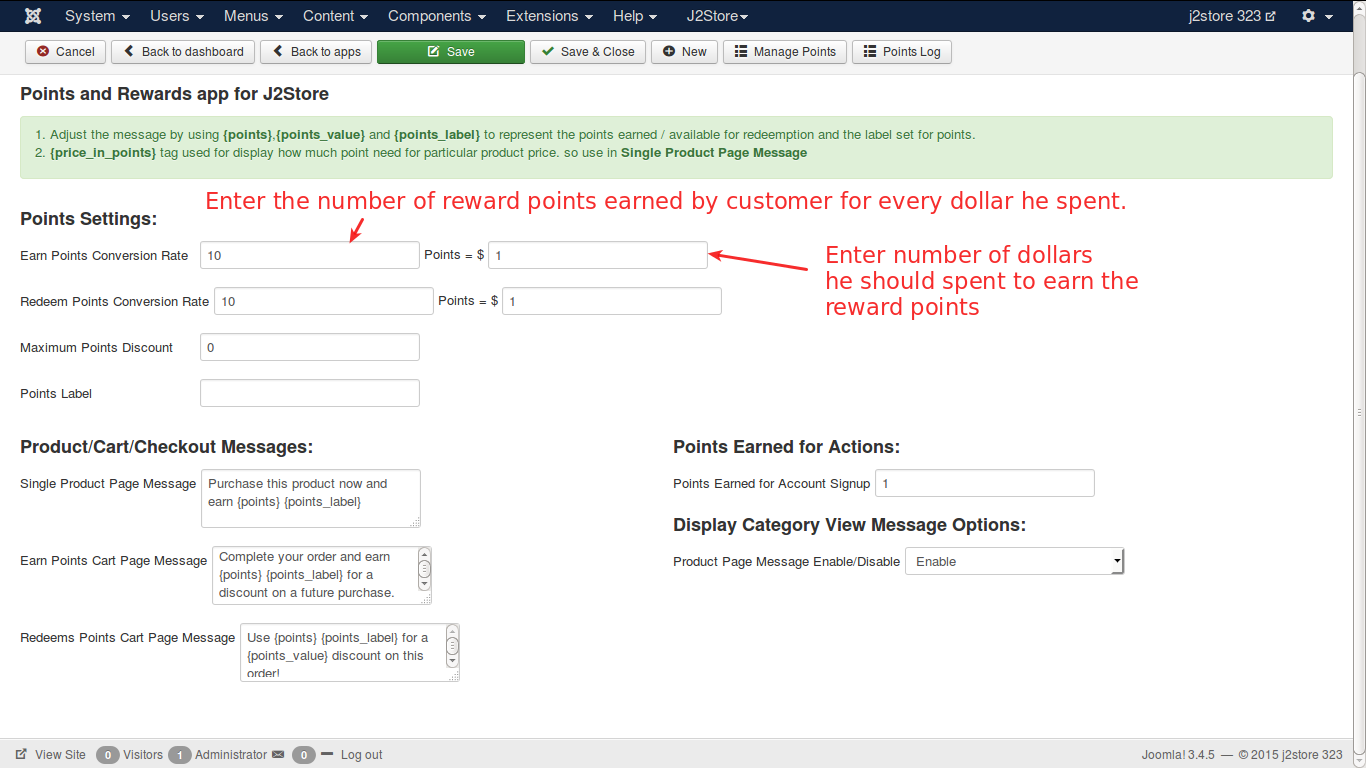 System Users Menus Content Components Extensions Help J2Store j2store 323
Cancel Back to dashboard Back to apps Save Save & Close New Manage Points Points Log
Points and Rewards app for J2Store
1. Adjust the message by using {points},{points_value} and {points_label} to represent the points earned / available for redeemption and the label set for points.
2. {price_in_points} tag used for display how much point need for particular product price. so use in Single Product Page Message
Enter the number of reward points earned by customer for every dollar he spent.
Points Settings:
Earn Points Conversion Rate 10 Points = $ 1
Enter number of dollars
he should spent to earn the
reward points
Redeem Points Conversion Rate 10 Points = $ 1
Maximum Points Discount 0
Points Label
Product/Cart/Checkout Messages:
Single Product Page Message
Purchase this product now and
earn {points} {points_label}
Earn Points Cart Page Message
Complete your order and earn
{points} {points_label} for a
discount on a future purchase.
Redeems Points Cart Page Message
Use {points} {points_label} for a
{points_value} discount on this
order!
Points Earned for Actions:
Points Earned for Account Signup 1
Display Category View Message Options:
Product Page Message Enable/Disable Enable
View Site 0 Visitors 1 Administrator 0 Log out
Joomla! 3.4.5 — © 2015 j2store 323